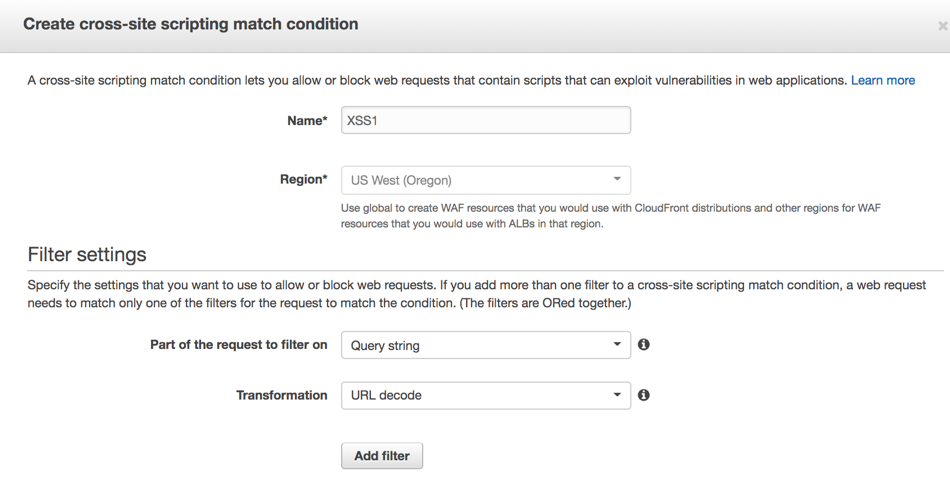 Create cross-site scripting match condition
A cross-site scripting match condition lets you allow or block web requests that contain scripts that can exploit vulnerabilities in web applications. Learn more
Name* XSS1
Region* US West (Oregon)
Use global to create WAF resources that you would use with CloudFront distributions and other regions for WAF
resources that you would use with ALBs in that region.
Filter settings
Specify the settings that you want to use to allow or block web requests. If you add more than one filter to a cross-site scripting match condition, a web request
needs to match only one of the filters for the request to match the condition. (The filters are ORed together.)
Part of the request to filter on Query string
Transformation URL decode
Add filter